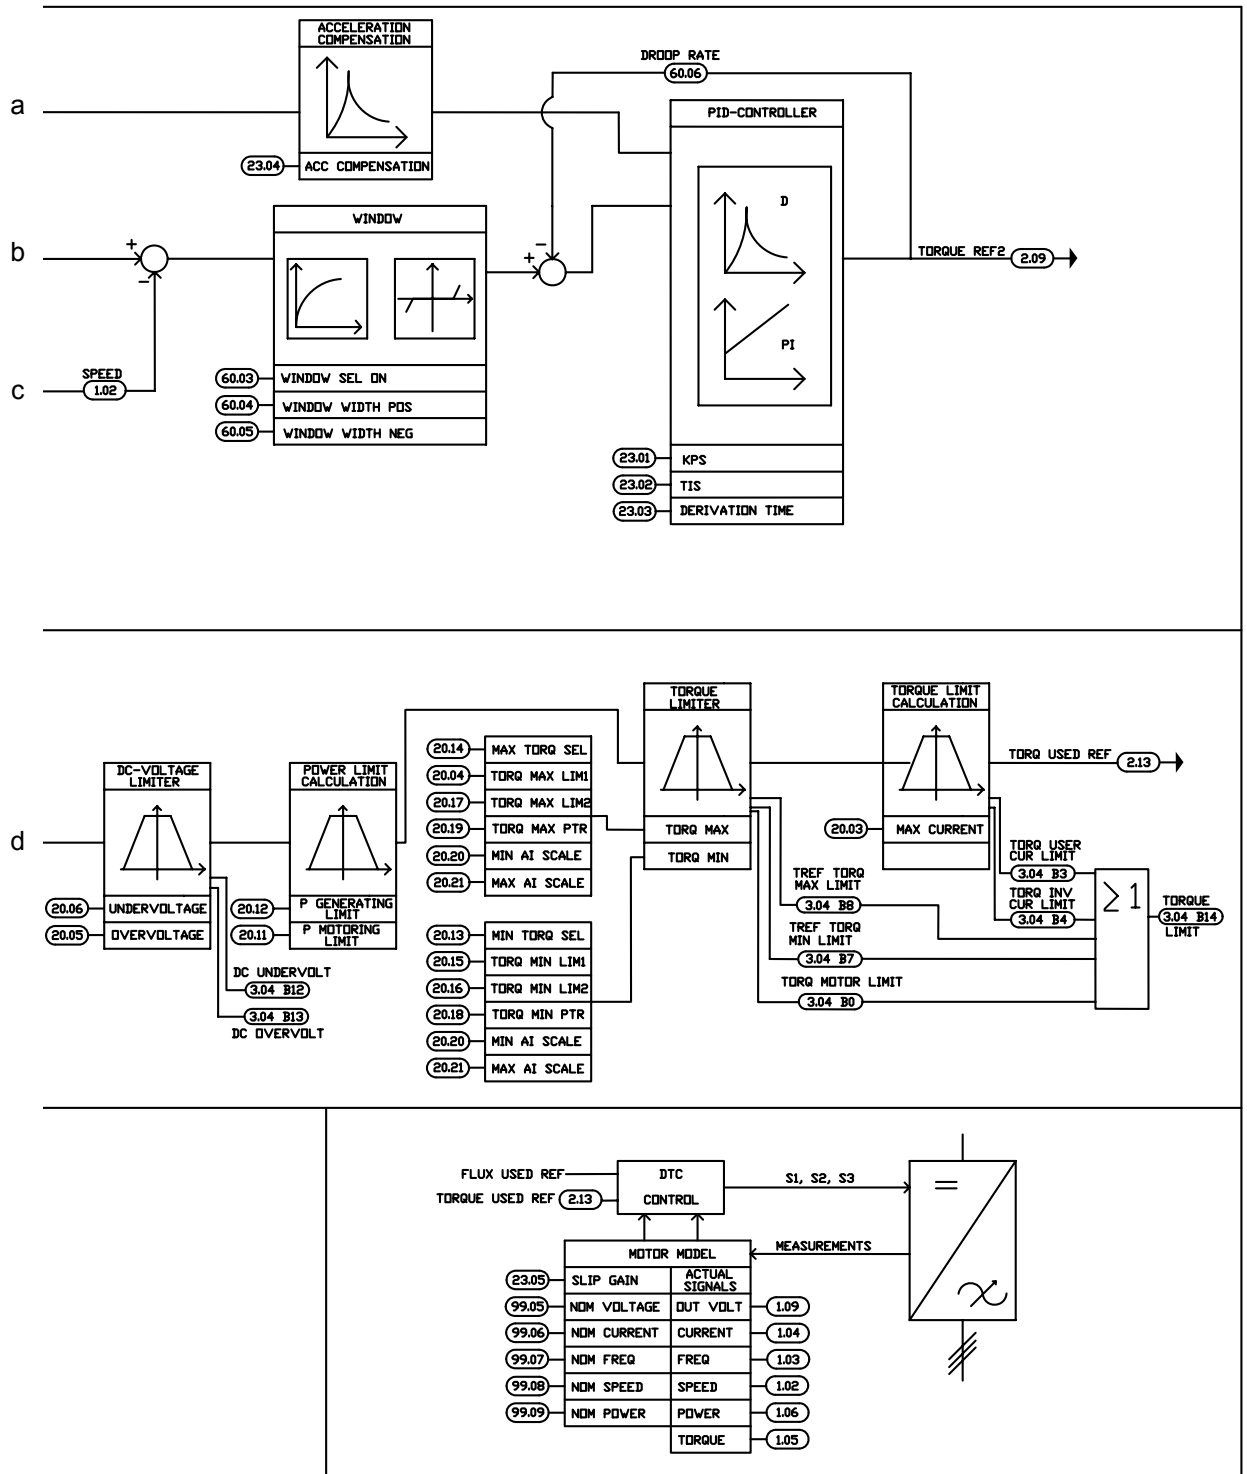 ACCELERATION
COMPENSATION
23.04 ACC COMPENSATION
a
DROOP RATE
60.06
PID-CONTROLLER
D
PI
23.01 KPS
23.02 TIS
23.03 DERIVATION TIME
TORQUE REF2 2.09
b
+
−
WINDOW
60.03 WINDOW SEL ON
60.04 WINDOW WIDTH POS
60.05 WINDOW WIDTH NEG
−
+
c
SPEED
1.02
d
DC-VOLTAGE
LIMITER
20.06 UNDERVOLTAGE
20.05 OVERVOLTAGE
DC UNDERVOLT
3.04 B12
3.04 B13
DC OVERVOLT
POWER LIMIT
CALCULATION
20.12 P GENERATING
LIMIT
20.11 P MOTORING
LIMIT
20.14 MAX TORQ SEL
20.04 TORQ MAX LIM1
20.17 TORQ MAX LIM2
20.19 TORQ MAX PTR
20.20 MIN AI SCALE
20.21 MAX AI SCALE
20.13 MIN TORQ SEL
20.15 TORQ MIN LIM1
20.16 TORQ MIN LIM2
20.18 TORQ MIN PTR
20.20 MIN AI SCALE
20.21 MAX AI SCALE
TORQUE
LIMITER
TORQ MAX
TORQ MIN
TORQUE LIMIT
CALCULATION
20.03 MAX CURRENT
TORQ USED REF 2.13
TREF TORQ
MAX LIMIT
3.04 B8
TREF TORQ
MIN LIMIT
3.04 B7
TORQ MOTOR LIMIT
3.04 B0
TORQ USER
CUR LIMIT
3.04 B3
TORQ INV
CUR LIMIT
3.04 B4
≥1
TORQUE
3.04 B14
LIMIT
FLUX USED REF
TORQUE USED REF 2.13
DTC
CONTROL
S1, S2, S3
MEASUREMENTS
MOTOR MODEL
23.05 SLIP GAIN ACTUAL
SIGNALS
99.05 NOM VOLTAGE OUT VOLT 1.09
99.06 NOM CURRENT CURRENT 1.04
99.07 NOM FREQ FREQ 1.03
99.08 NOM SPEED SPEED 1.02
99.09 NOM POWER POWER 1.06
TORQUE 1.05